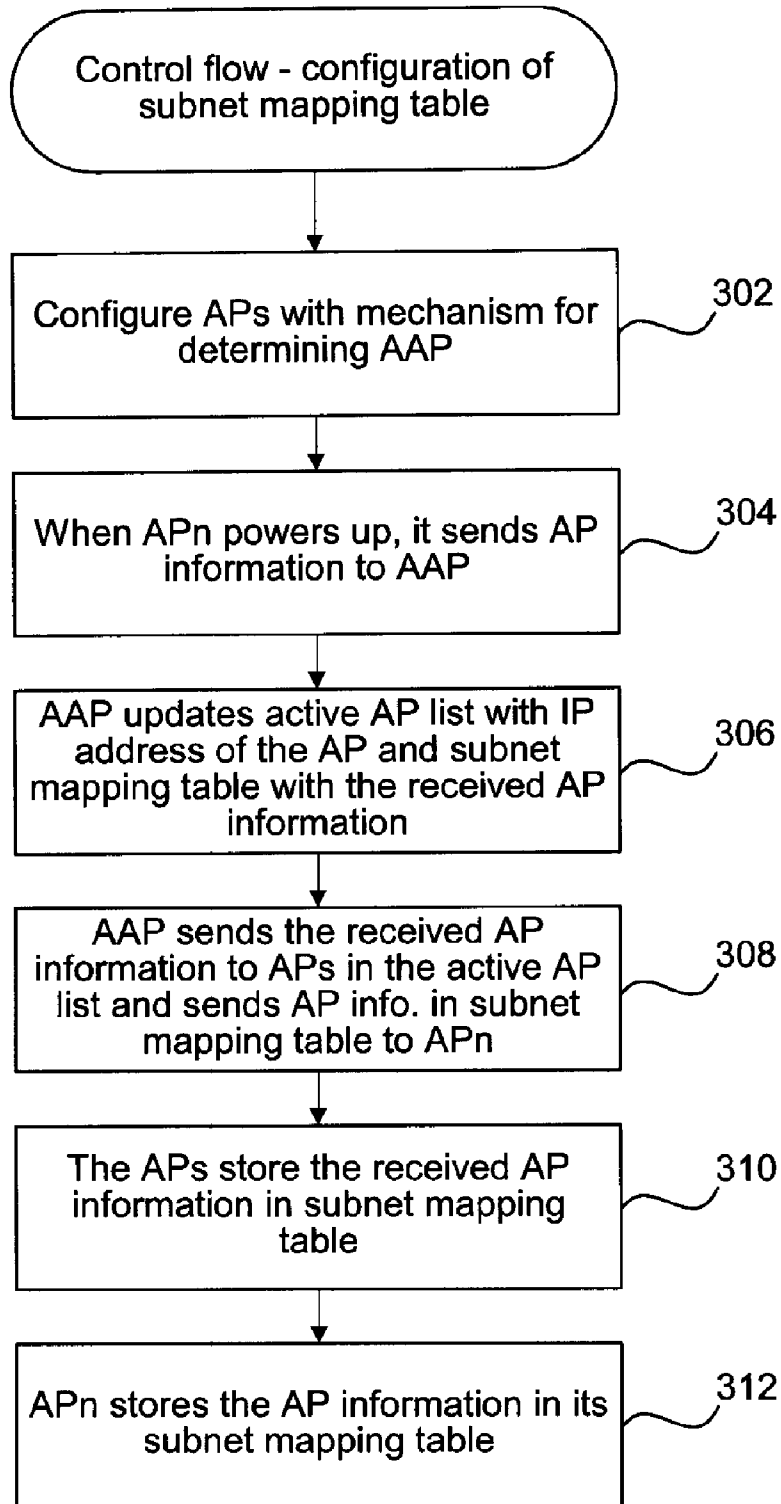 Control flow - configuration of
subnet mapping table
Configure APs with mechanism for
determining AAP
302
When APn powers up, it sends AP
information to AAP
304
AAP updates active AP list with IP
address of the AP and subnet
mapping table with the received AP
information
306
AAP sends the received AP
information to APs in the active AP
list and sends AP info. in subnet
mapping table to APn
308
The APs store the received AP
information in subnet mapping
table
310
APn stores the AP information in its
subnet mapping table
312